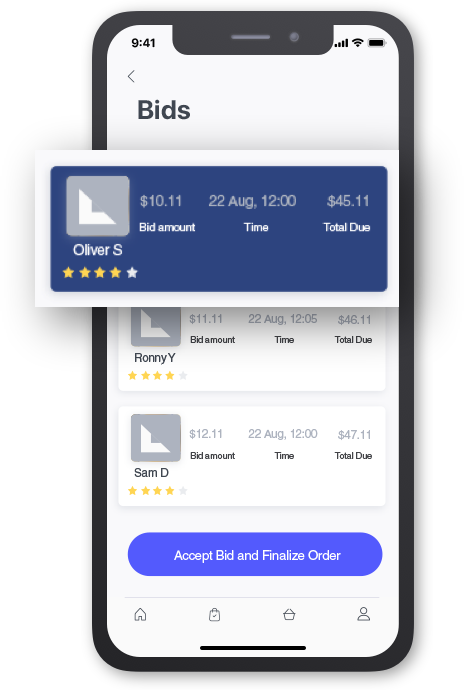 9:41
Bids
$10.11 22 Aug, 12:00 $45.11
Bid amount Time Total Due
Oliver S
$11.11 22 Aug, 12:05 $46.11
Bid amount Time Total Due
RonnyY
$12.11 22 Aug, 12:00 $47.11
Bid amount Time Total Due
Sam D
Accept Bid and Finalize Order